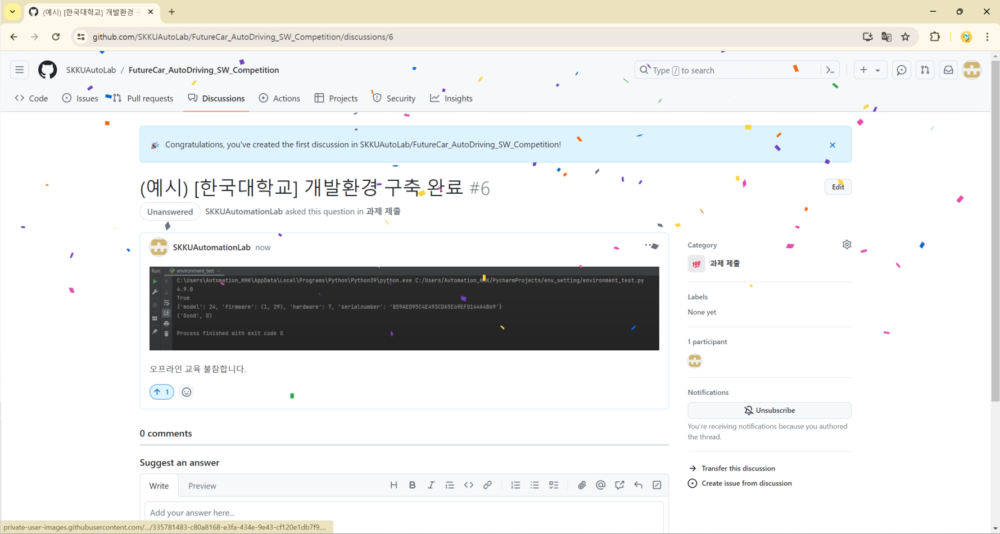 (예시) [한국대학교] 개발환경 구
github.com/SKKUAutoLab/FutureCar_AutoDriving_SW_Competition/discussions/6
SKKUAutoLab / FutureCar_AutoDriving_SW_Competition
Type / to search
Code Issues Pull requests Discussions Actions Projects Security Insights
Congratulations, you've created the first discussion in SKKUAutoLab/FutureCar_AutoDriving_SW_Competition!
(예시) [한국대학교] 개발환경 구축 완료 #6
Edit
Unanswered SKKUAutomationLab asked this question in 과제 제출
SKKUAutomationLab now
Run: environment_test
C:\Users\Automation_HHK\AppData\Local\Programs\Python\Python39\python.exe C:/Users/Automation_HHK/PycharmProjects/env_setting/environment_test.py
4.9.0
True
{'model': 24, 'firmware': (1, 29), 'hardware': 7, 'serialnumber': '859AED95C4E493CDA5E69EF0144A4B69'}
('Good', 0)
Process finished with exit code 0
오프라인 교육 불참합니다.
1
0 comments
Suggest an answer
Write Preview
Add your answer here...
Category
100 과제 제출
Labels
None yet
1 participant
Notifications
Unsubscribe
You're receiving notifications because you authored
the thread.
Transfer this discussion
Create issue from discussion
private-user-images.githubusercontent.com/.../335781483-c80a8168-e3fa-434e-9e43-cf120e1db7f9....